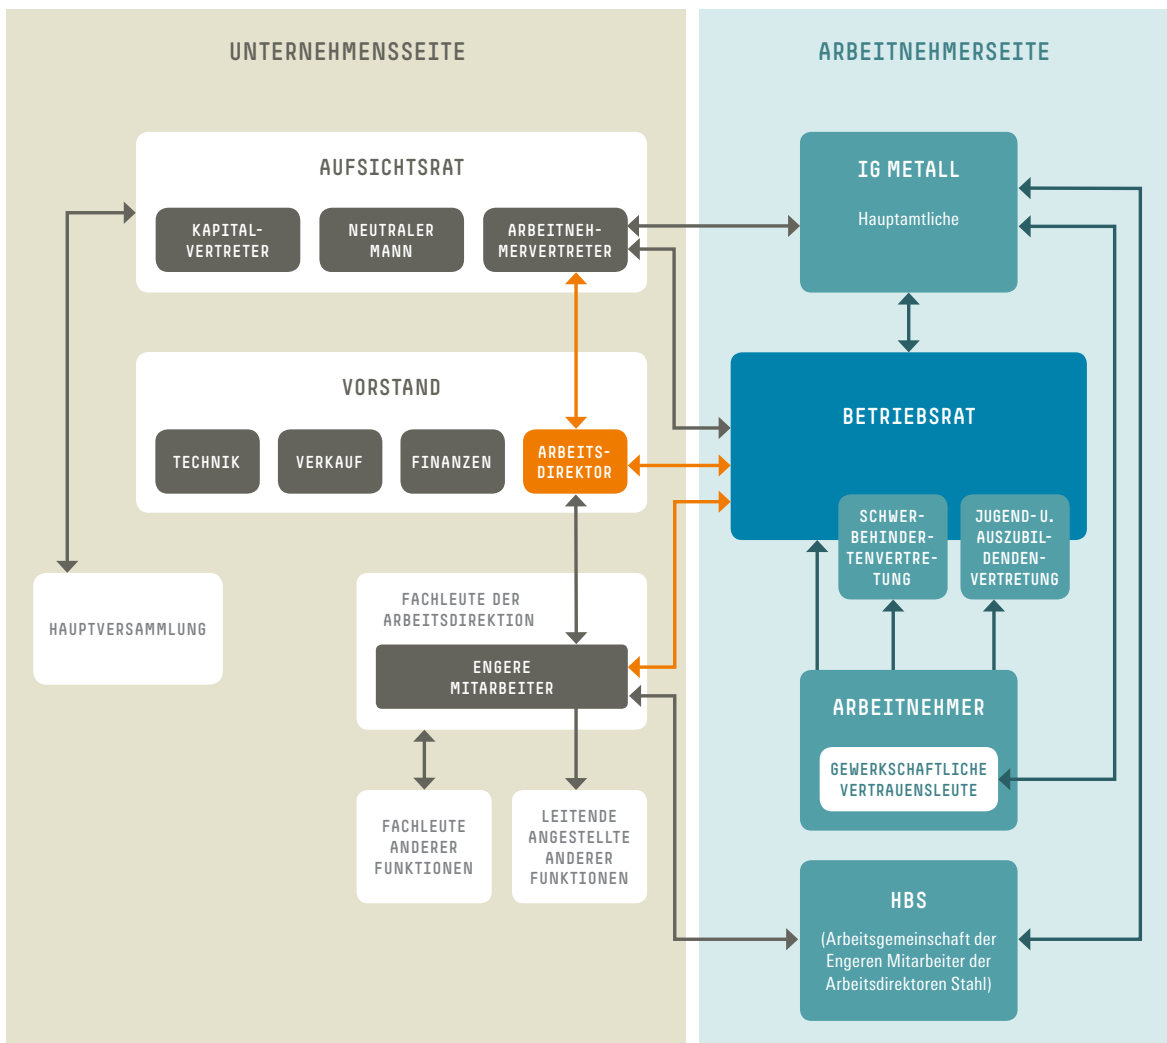 UNTERNEHMENSSEITE
AUFSICHTSRAT
KAPITAL-
VERTRETER
NEUTRALER
MANN
ARBEITNEH-
MERVERTRETER
VORSTAND
TECHNIK
VERKAUF
FINANZEN
ARBEITS-
DIREKTOR
HAUPTVERSAMMLUNG
FACHLEUTE DER
ARBEITSDIREKTION
ENGERE
MITARBEITER
FACHLEUTE
ANDERER
FUNKTIONEN
LEITENDE
ANGESTELLTE
ANDERER
FUNKTIONEN
ARBEITNEHMERSEITE
IG METALL
Hauptamtliche
BETRIEBSRAT
SCHWER-
BEHINDER-
TENVERTRE-
TUNG
JUGEND- U.
AUSZUBIL-
DENDEN-
VERTRETUNG
ARBEITNEHMER
GEWERKSCHAFTLICHE
VERTRAUENSLEUTE
HBS
(Arbeitsgemeinschaft der
Engeren Mitarbeiter der
Arbeitsdirektoren Stahl)